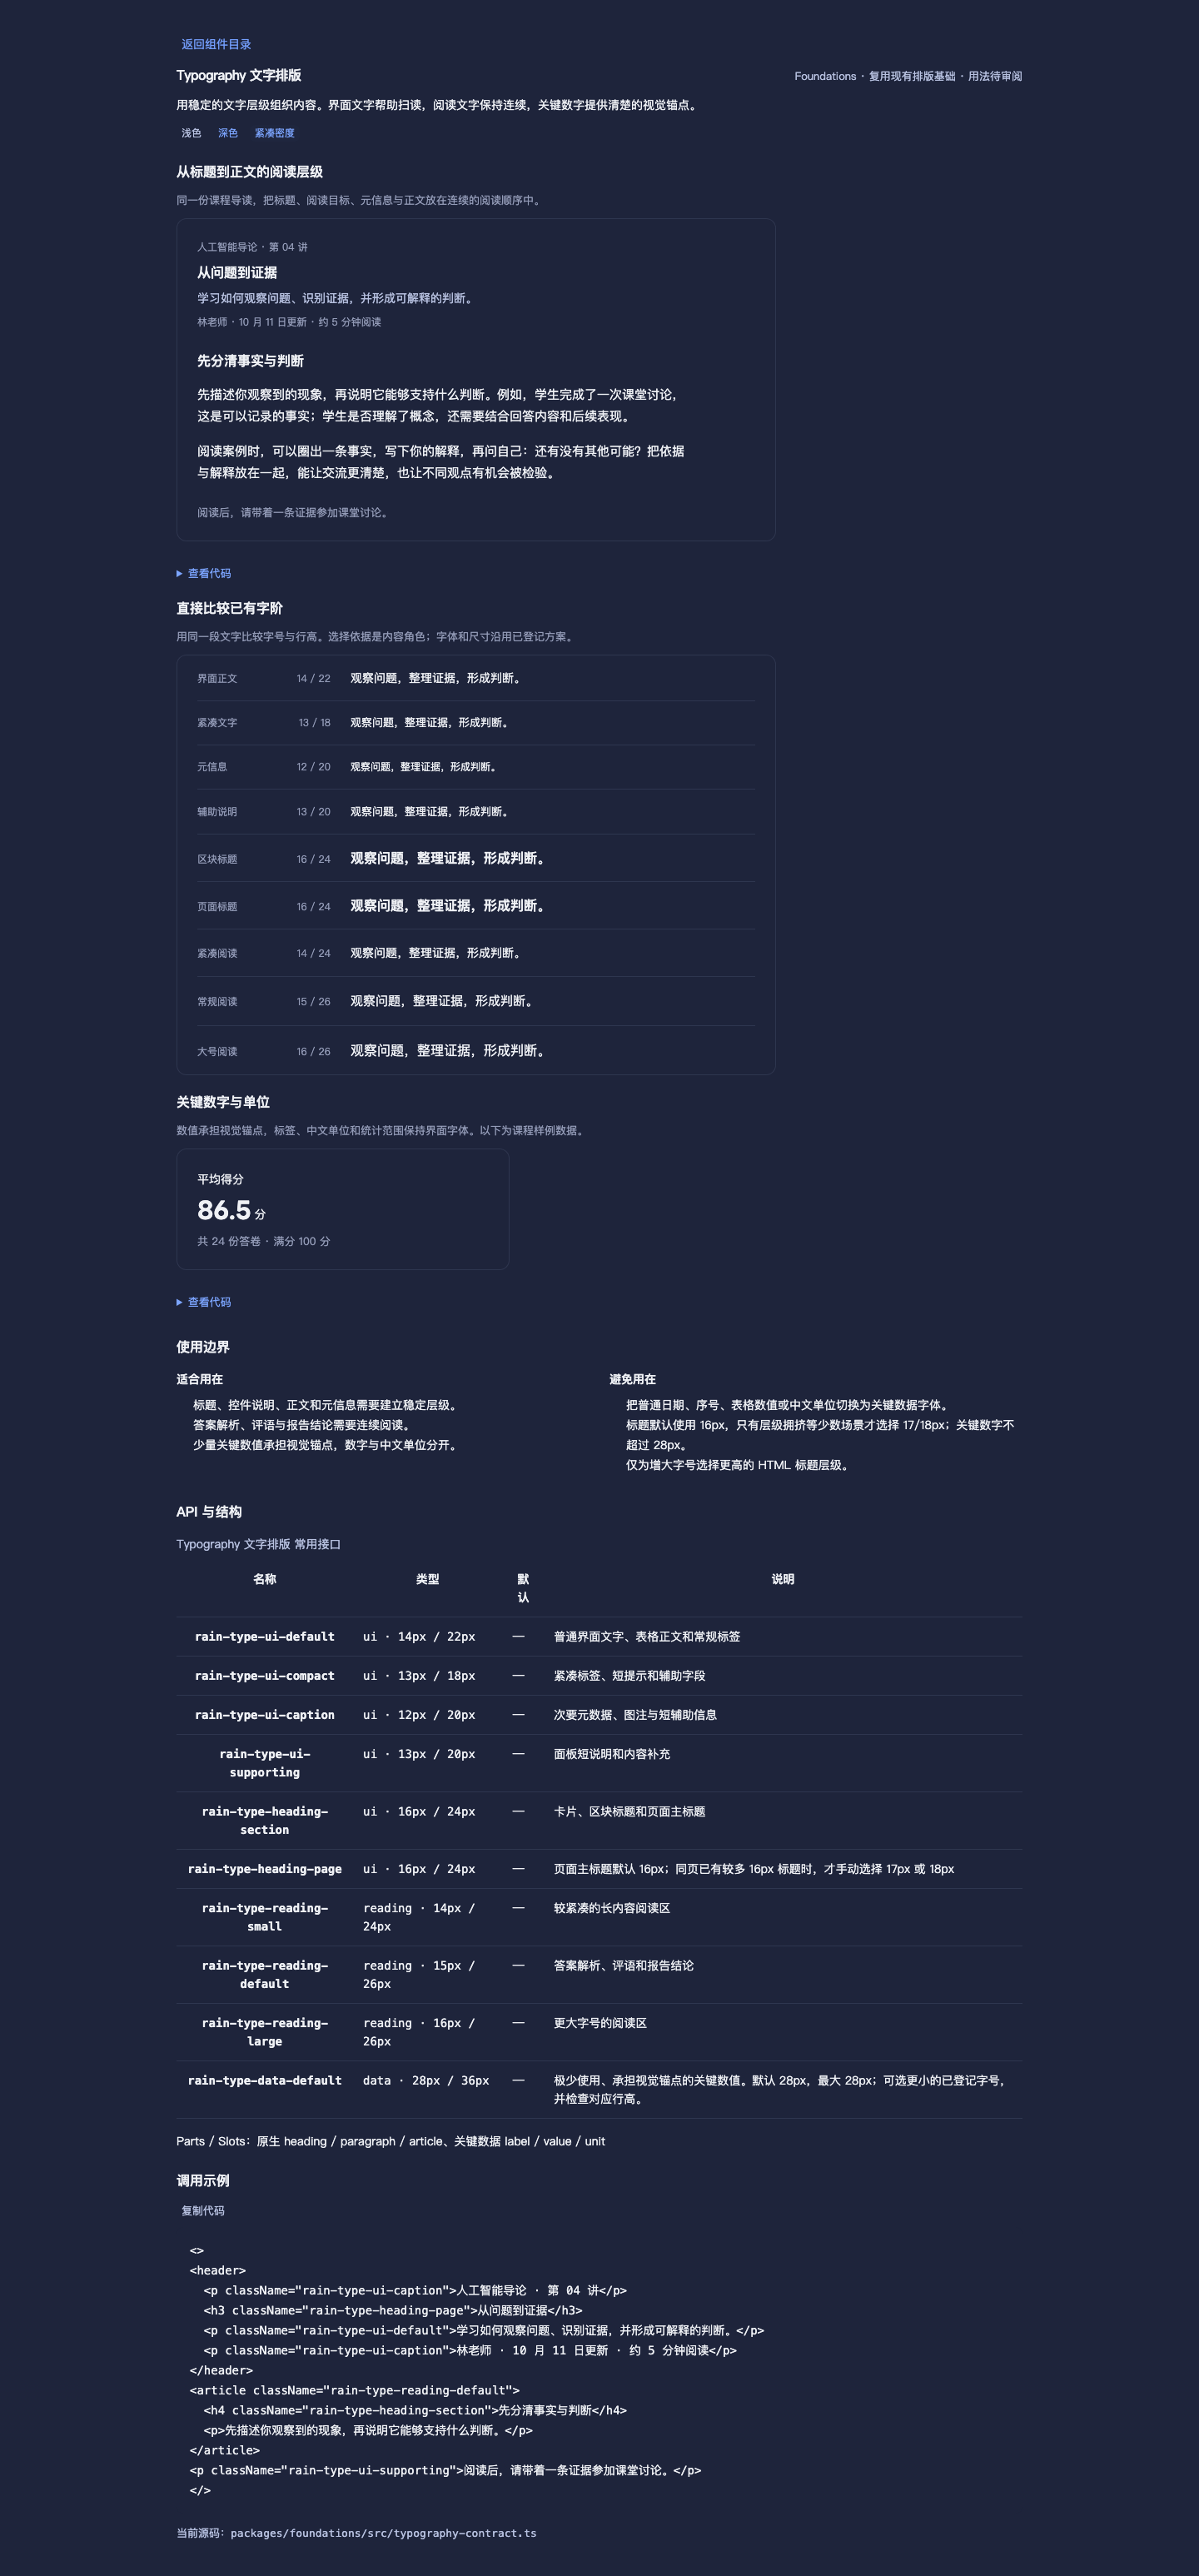 返回组件目录
Typography 文字排版
Foundations · 复用现有排版基础 · 用法待审阅
用稳定的文字层级组织内容。界面文字帮助扫读，阅读文字保持连续，关键数字提供清楚的视觉锚点。
浅色 深色 紧凑密度
从标题到正文的阅读层级
同一份课程导读，把标题、阅读目标、元信息与正文放在连续的阅读顺序中。
人工智能导论 · 第 04 讲
从问题到证据
学习如何观察问题、识别证据，并形成可解释的判断。
林老师 · 10 月 11 日更新 · 约 5 分钟阅读
先分清事实与判断
先描述你观察到的现象，再说明它能够支持什么判断。例如，学生完成了一次课堂讨论，
这是可以记录的事实；学生是否理解了概念，还需要结合回答内容和后续表现。
阅读案例时，可以圈出一条事实，写下你的解释，再问自己：还有没有其他可能？把依据
与解释放在一起，能让交流更清楚，也让不同观点有机会被检验。
阅读后，请带着一条证据参加课堂讨论。
▶ 查看代码
直接比较已有字阶
用同一段文字比较字号与行高。选择依据是内容角色；字体和尺寸沿用已登记方案。
界面正文 14 / 22 观察问题，整理证据，形成判断。
紧凑文字 13 / 18 观察问题，整理证据，形成判断。
元信息 12 / 20 观察问题，整理证据，形成判断。
辅助说明 13 / 20 观察问题，整理证据，形成判断。
区块标题 16 / 24 观察问题，整理证据，形成判断。
页面标题 16 / 24 观察问题，整理证据，形成判断。
紧凑阅读 14 / 24 观察问题，整理证据，形成判断。
常规阅读 15 / 26 观察问题，整理证据，形成判断。
大号阅读 16 / 26 观察问题，整理证据，形成判断。
关键数字与单位
数值承担视觉锚点，标签、中文单位和统计范围保持界面字体。以下为课程样例数据。
平均得分
86.5 分
共 24 份答卷 · 满分 100 分
▶ 查看代码
使用边界
适合用在
标题、控件说明、正文和元信息需要建立稳定层级。
答案解析、评语与报告结论需要连续阅读。
少量关键数值承担视觉锚点，数字与中文单位分开。
避免用在
把普通日期、序号、表格数值或中文单位切换为关键数据字体。
标题默认使用 16px，只有层级拥挤等少数场景才选择 17/18px；关键数字不
超过 28px。
仅为增大字号选择更高的 HTML 标题层级。
API 与结构
Typography 文字排版 常用接口
名称 类型 默
认 说明
rain-type-ui-default ui · 14px / 22px — 普通界面文字、表格正文和常规标签
rain-type-ui-compact ui · 13px / 18px — 紧凑标签、短提示和辅助字段
rain-type-ui-caption ui · 12px / 20px — 次要元数据、图注与短辅助信息
rain-type-ui-
supporting ui · 13px / 20px — 面板短说明和内容补充
rain-type-heading-
section ui · 16px / 24px — 卡片、区块标题和页面主标题
rain-type-heading-page ui · 16px / 24px — 页面主标题默认 16px；同页已有较多 16px 标题时，才手动选择 17px 或 18px
rain-type-reading-
small reading · 14px /
24px — 较紧凑的长内容阅读区
rain-type-reading-
default reading · 15px /
26px — 答案解析、评语和报告结论
rain-type-reading-
large reading · 16px /
26px — 更大字号的阅读区
rain-type-data-default data · 28px / 36px — 极少使用、承担视觉锚点的关键数值。默认 28px，最大 28px；可选更小的已登记字号，
并检查对应行高。
Parts / Slots：原生 heading / paragraph / article、关键数据 label / value / unit
调用示例
复制代码
<>
<header>
  <p className="rain-type-ui-caption">人工智能导论 · 第 04 讲</p>
  <h3 className="rain-type-heading-page">从问题到证据</h3>
  <p className="rain-type-ui-default">学习如何观察问题、识别证据，并形成可解释的判断。</p>
  <p className="rain-type-ui-caption">林老师 · 10 月 11 日更新 · 约 5 分钟阅读</p>
</header>
<article className="rain-type-reading-default">
  <h4 className="rain-type-heading-section">先分清事实与判断</h4>
  <p>先描述你观察到的现象，再说明它能够支持什么判断。</p>
</article>
<p className="rain-type-ui-supporting">阅读后，请带着一条证据参加课堂讨论。</p>
</>
当前源码：packages/foundations/src/typography-contract.ts